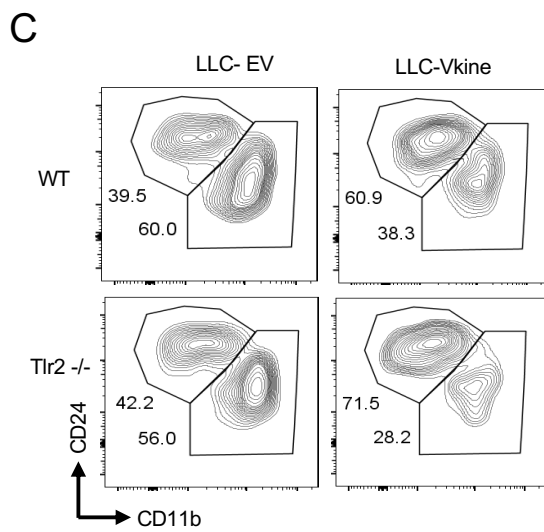 C
LLC- EV
LLC-Vkine
WT
39.5
60.0
60.9
38.3
Tlr2 -/-
42.2
56.0
71.5
28.2
CD24
CD11b